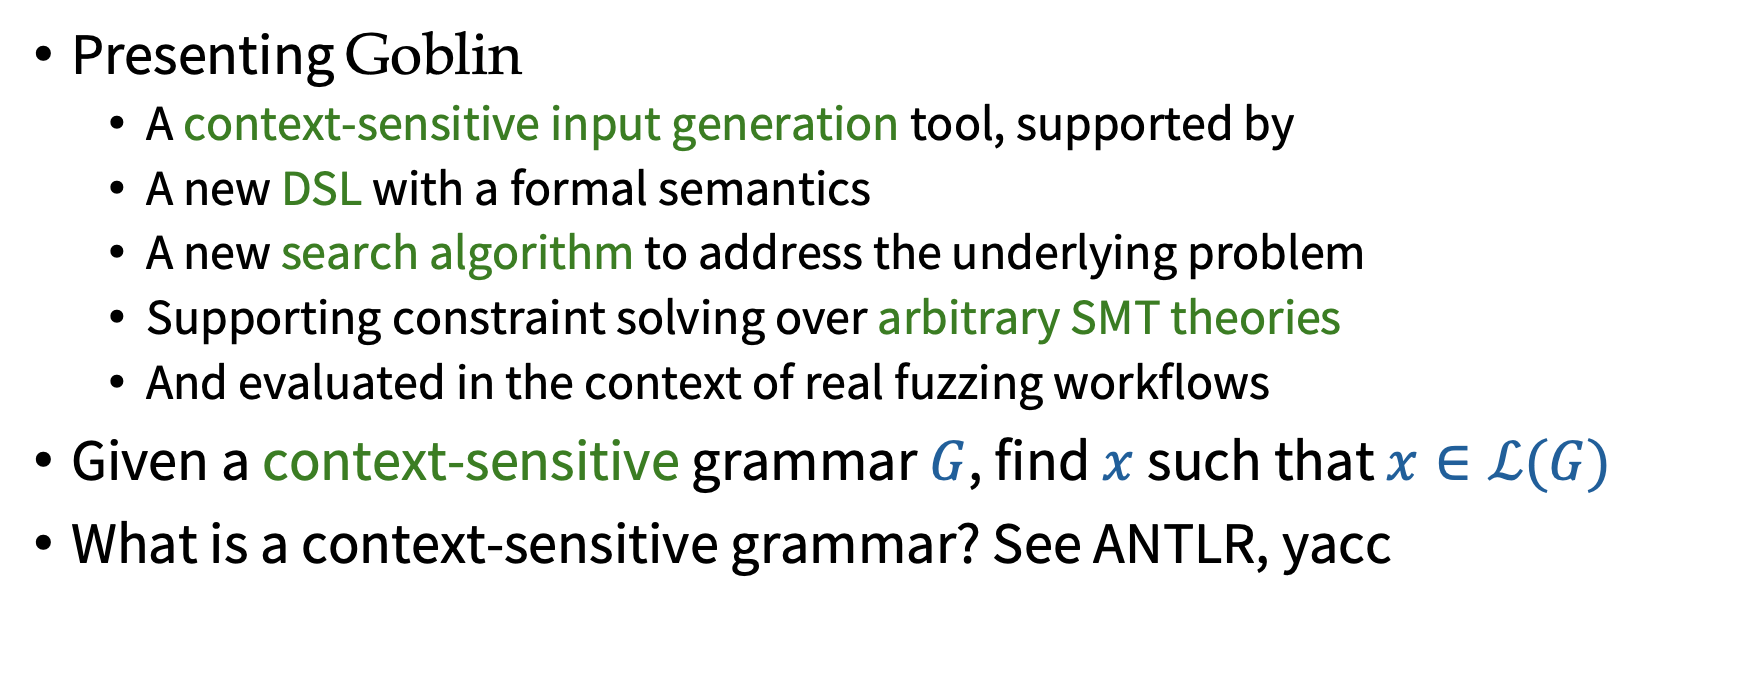 • Presenting Goblin
• A context-sensitive input generation tool, supported by
• A new DSL with a formal semantics
• A new search algorithm to address the underlying problem
• Supporting constraint solving over arbitrary SMT theories
• And evaluated in the context of real fuzzing workflows
• Given a context-sensitive grammar G, find x such that x ∈ ℒ(G)
• What is a context-sensitive grammar? See ANTLR, yacc